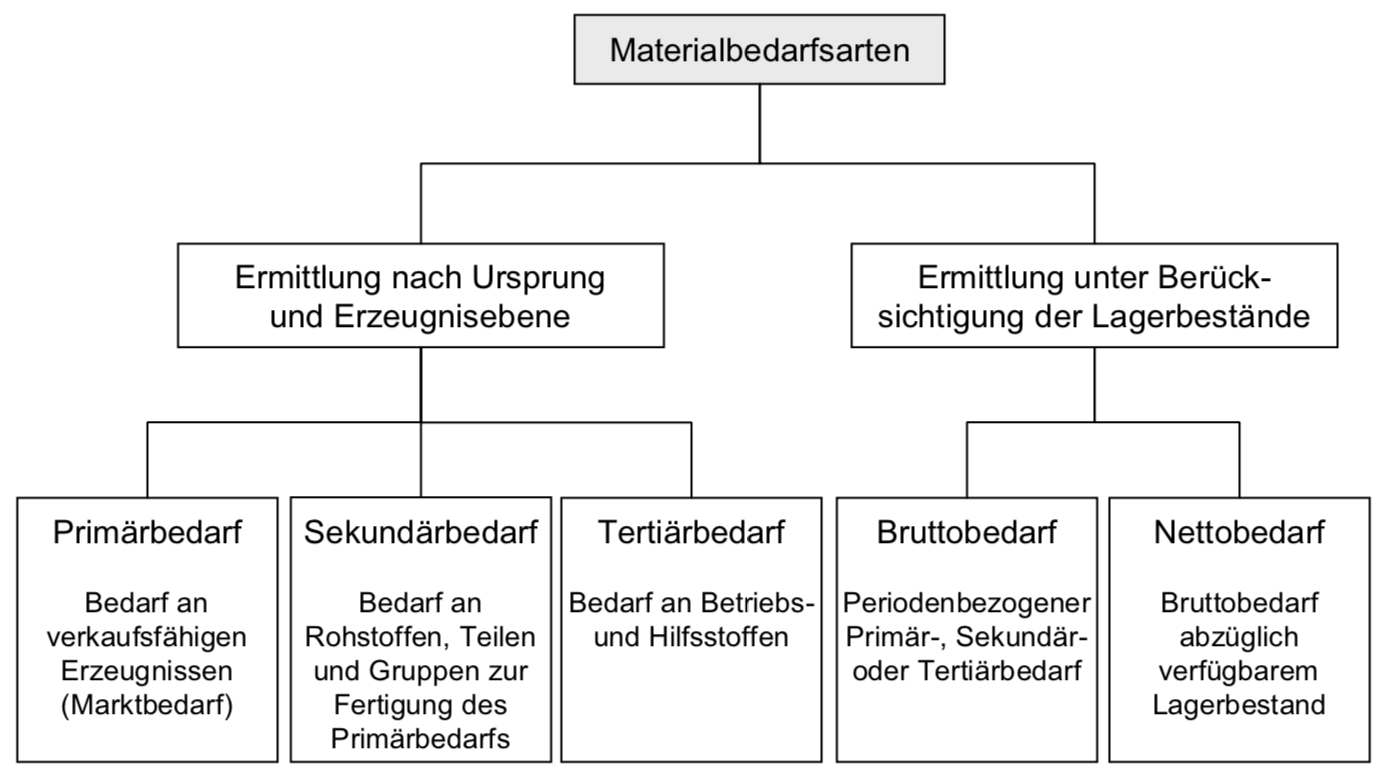 Materialbedarfsarten
Ermittlung nach Ursprung
und Erzeugnisebene
Ermittlung unter Berück-
sichtigung der Lagerbestände
Primärbedarf
Bedarf an
verkaufsfähigen
Erzeugnissen
(Marktbedarf)
Sekundärbedarf
Bedarf an
Rohstoffen, Teilen
und Gruppen zur
Fertigung des
Primärbedarfs
Tertiärbedarf
Bedarf an Betriebs-
und Hilfsstoffen
Bruttobedarf
Periodenbezogener
Primär-, Sekundär-
oder Tertiärbedarf
Nettobedarf
Bruttobedarf
abzüglich
verfügbarem
Lagerbestand